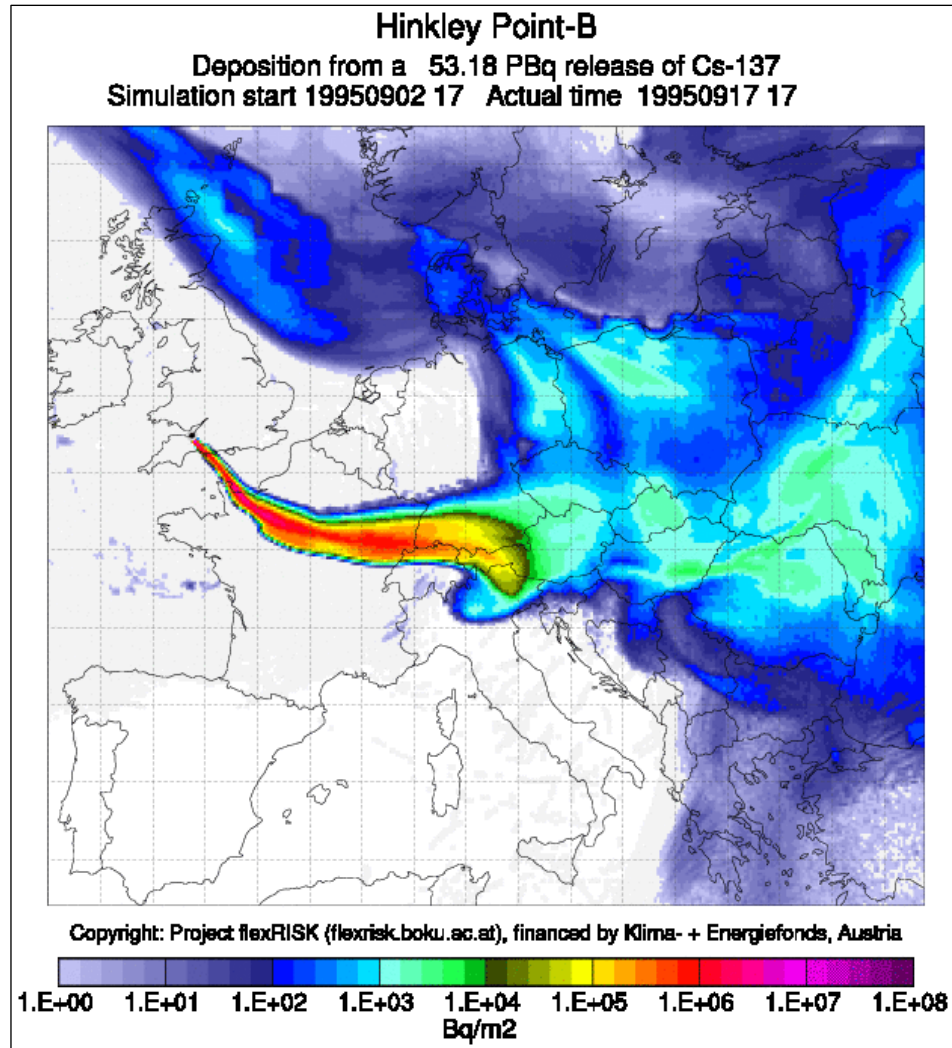 Hinkley Point-B
Deposition from a 53.18 PBq release of Cs-137
Simulation start 19950902 17 Actual time 19950917 17
Copyright: Project flexRISK (flexrisk.boku.ac.at), financed by Klima- + Energiefonds, Austria
1.E+00 1.E+01 1.E+02 1.E+03 1.E+04 1.E+05 1.E+06 1.E+07 1.E+08
Bq/m2